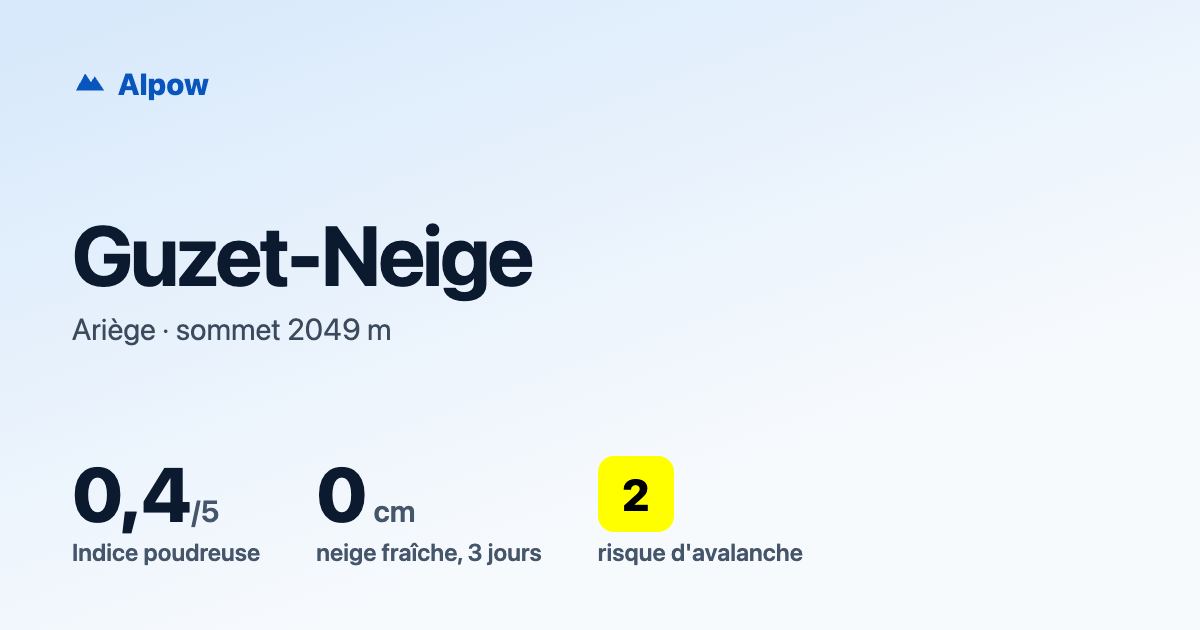 Alpow
Guzet-Neige
Ariège · sommet 2049 m
0,4/5
Indice poudreuse
0 cm
neige fraîche, 3 jours
2
risque d'avalanche